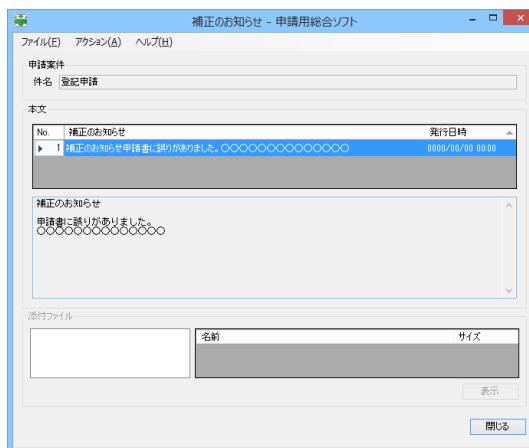 補正のお知らせ - 申請用総合ソフト
ファイル(F) アクション(A) ヘルプ(H)
申請案件
件名 登記申請
本文
No. 補正のお知らせ 発行日時
1 補正のお知らせ申請書に誤りがありました。○○○○○○○○○○○○○○ 0000/00/00 00:00
補正のお知らせ
申請書に誤りがありました。
○○○○○○○○○○○○○○
添付ファイル
名前 サイズ
表示
閉じる